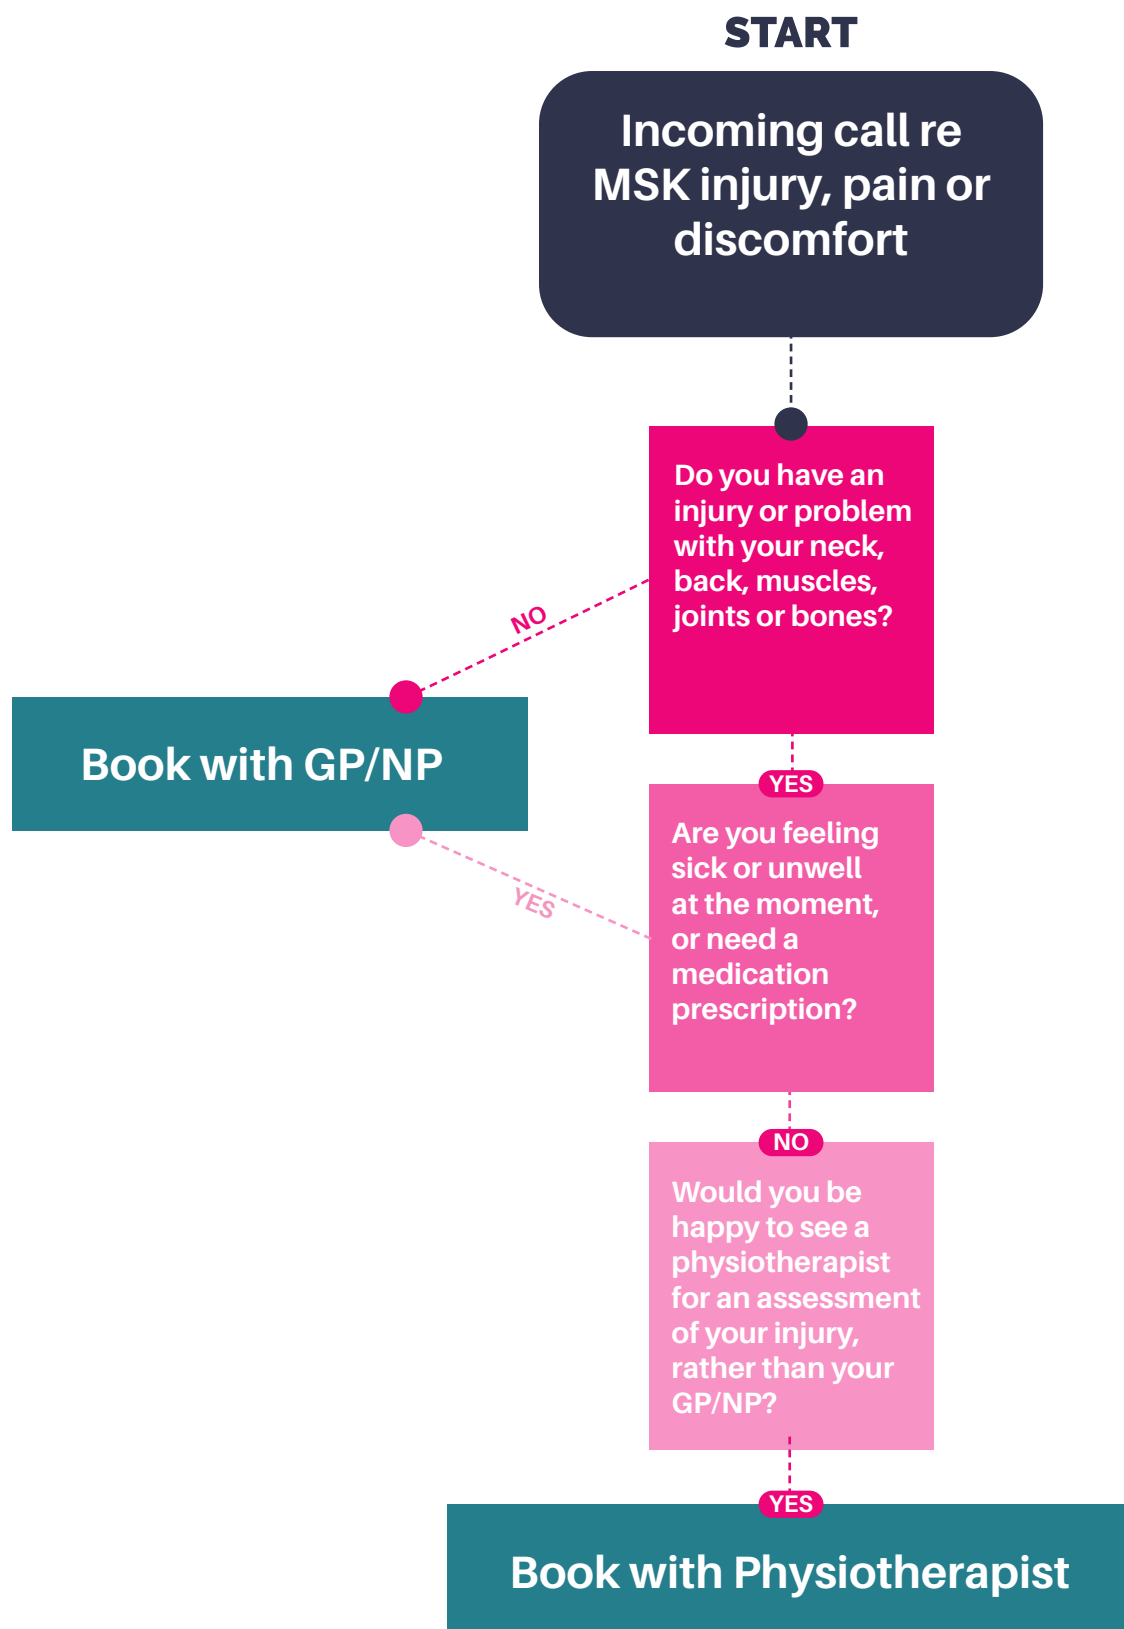 START
Incoming call re
MSK injury, pain or
discomfort
Do you have an
injury or problem
with your neck,
back, muscles,
joints or bones?
NO
Book with GP/NP
YES
Are you feeling
sick or unwell
at the moment,
or need a
medication
prescription?
YES
NO
Would you be
happy to see a
physiotherapist
for an assessment
of your injury,
rather than your
GP/NP?
YES
Book with Physiotherapist